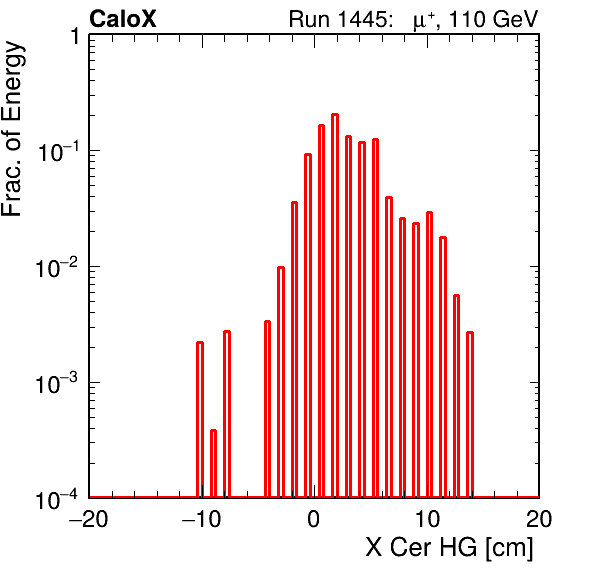 CaloX Run 1445: μ⁺, 110 GeV
Frac. of Energy
1
10⁻¹
10⁻²
10⁻³
10⁻⁴
−20 −10 0 10 20
X Cer HG [cm]